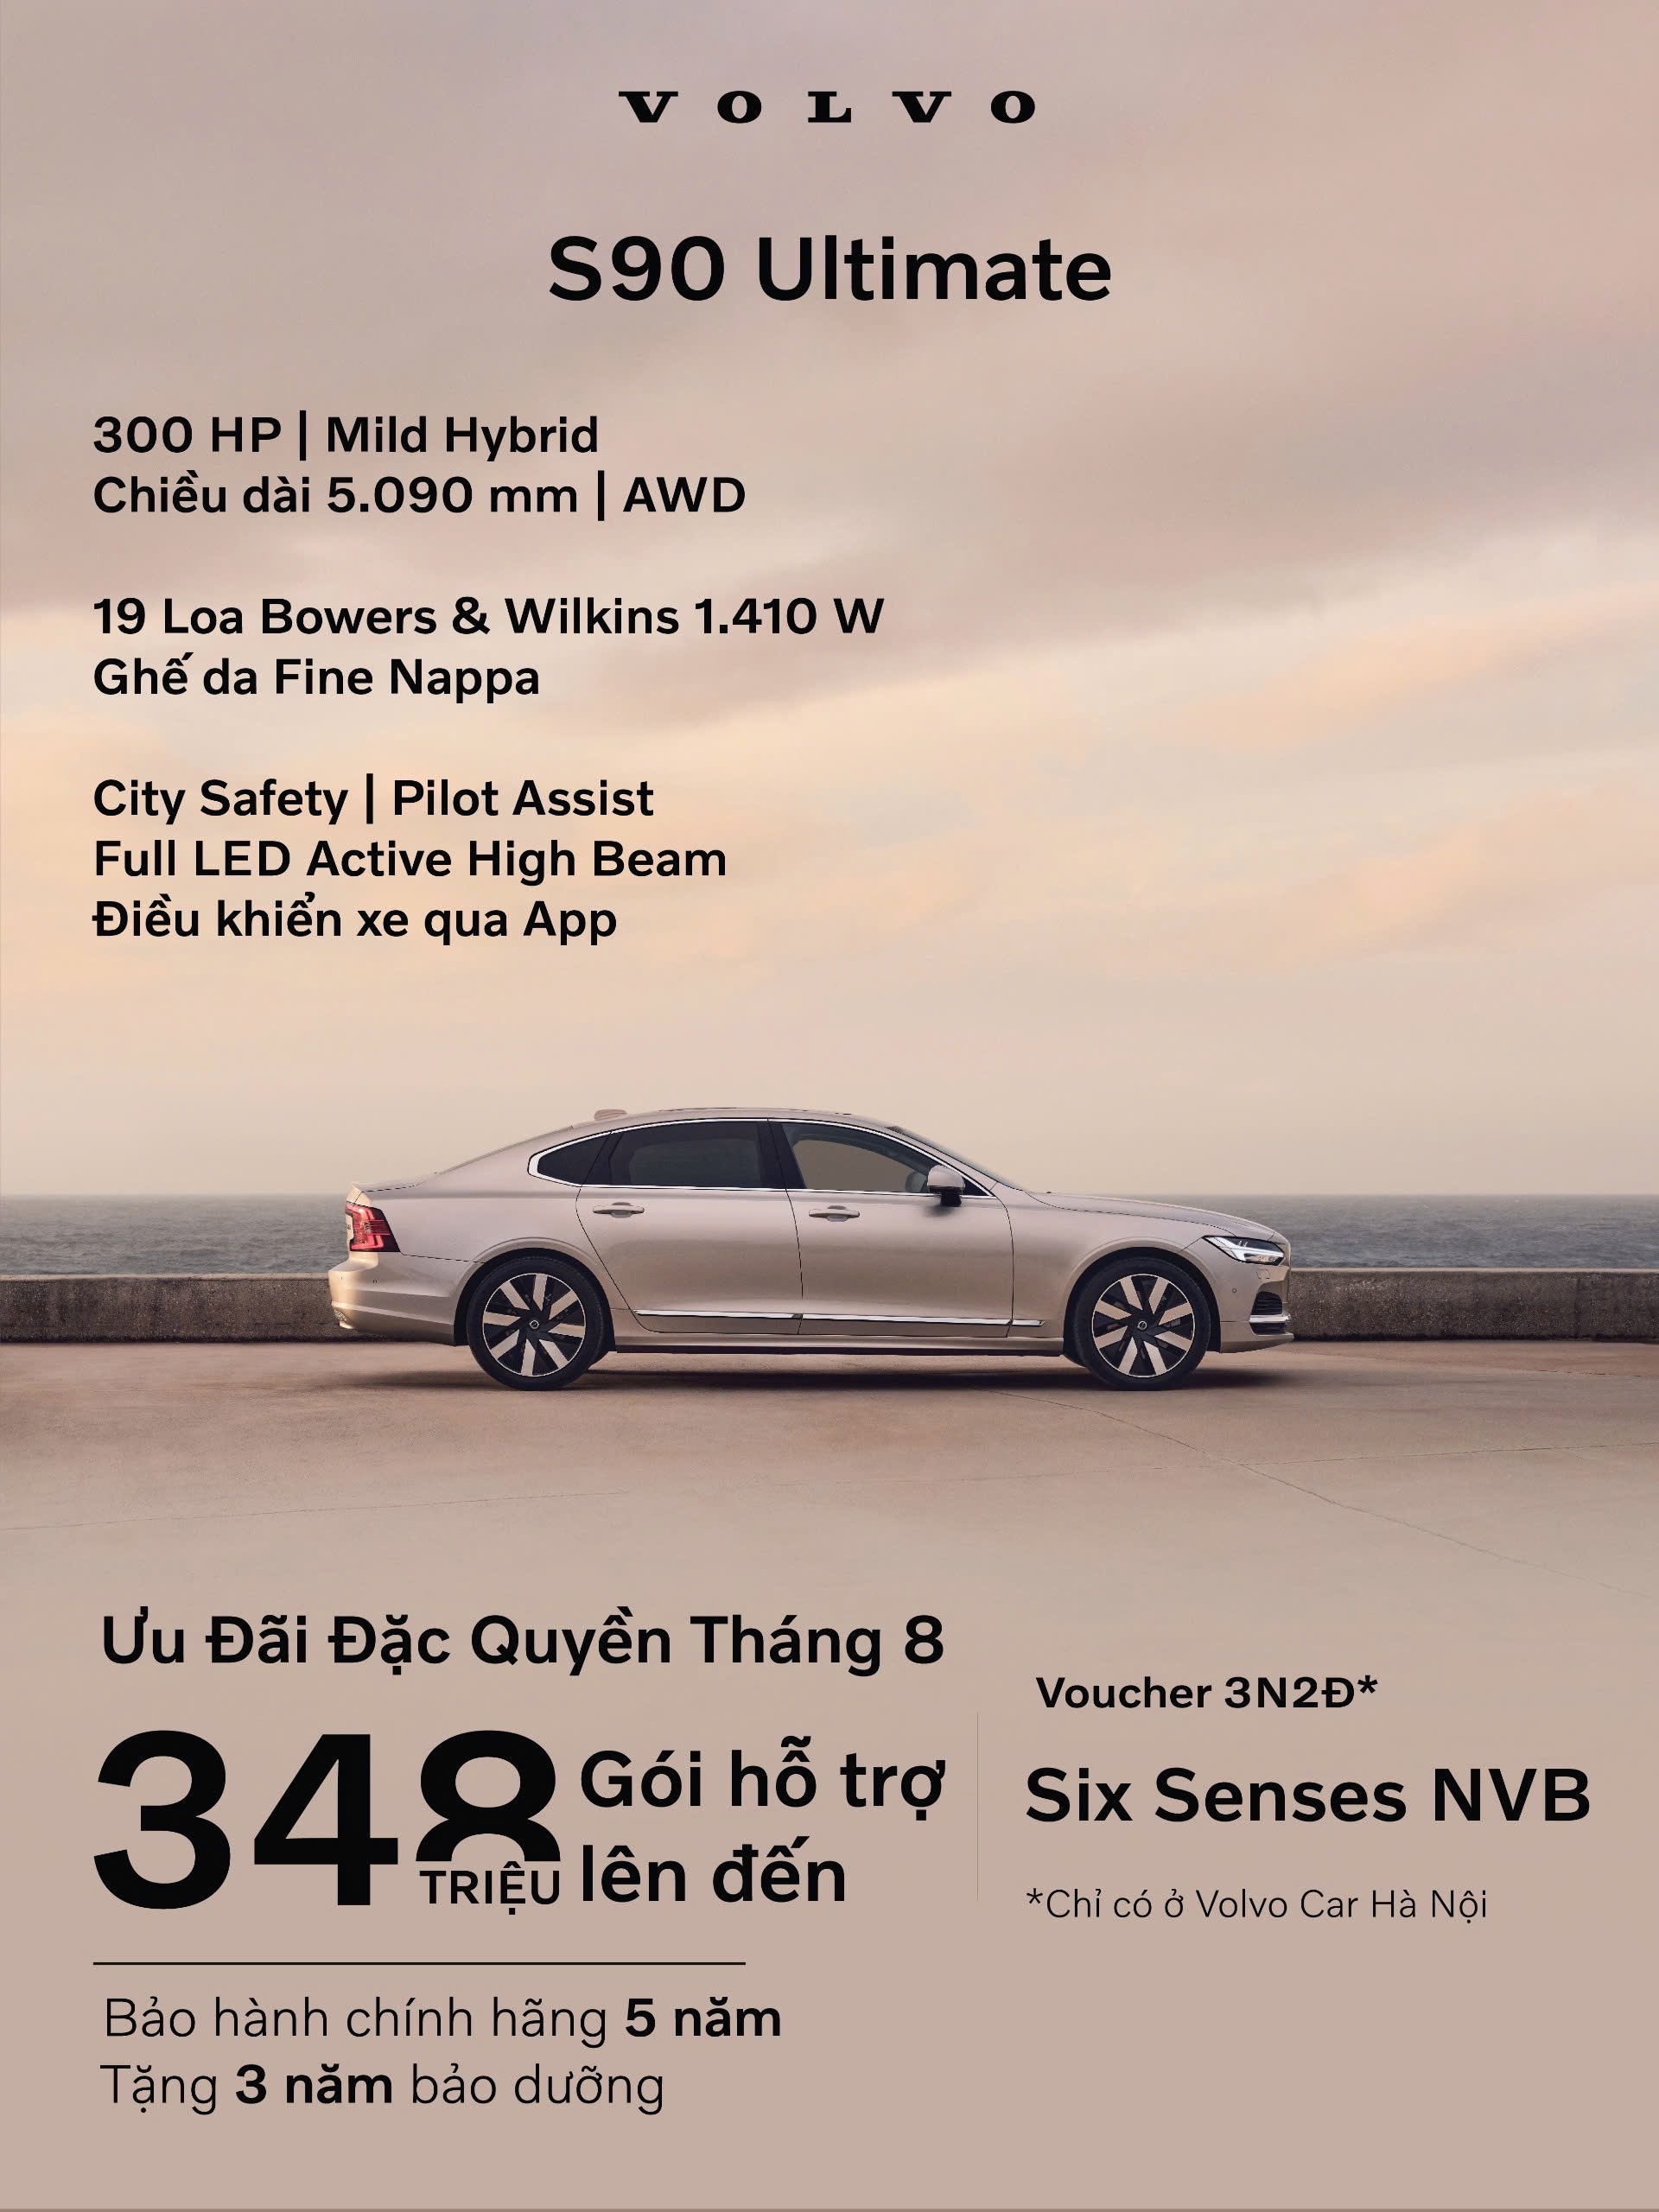 VOLVO
S90 Ultimate
300 HP | Mild Hybrid
Chiều dài 5.090 mm | AWD
19 Loa Bowers & Wilkins 1.410 W
Ghế da Fine Nappa
City Safety | Pilot Assist
Full LED Active High Beam
Điều khiển xe qua App
Ưu Đãi Đặc Quyền Tháng 8
348 TRIỆU
Gói hỗ trợ
lên đến
Voucher 3N2Đ*
Six Senses NVB
*Chỉ có ở Volvo Car Hà Nội
Bảo hành chính hãng 5 năm
Tặng 3 năm bảo dưỡng